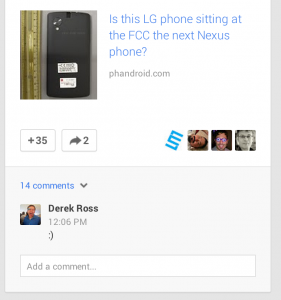 Is this LG phone sitting at
the FCC the next Nexus
phone?
phandroid.com
+35
2
14 comments
Derek Ross
12:06 PM
:)
Add a comment...